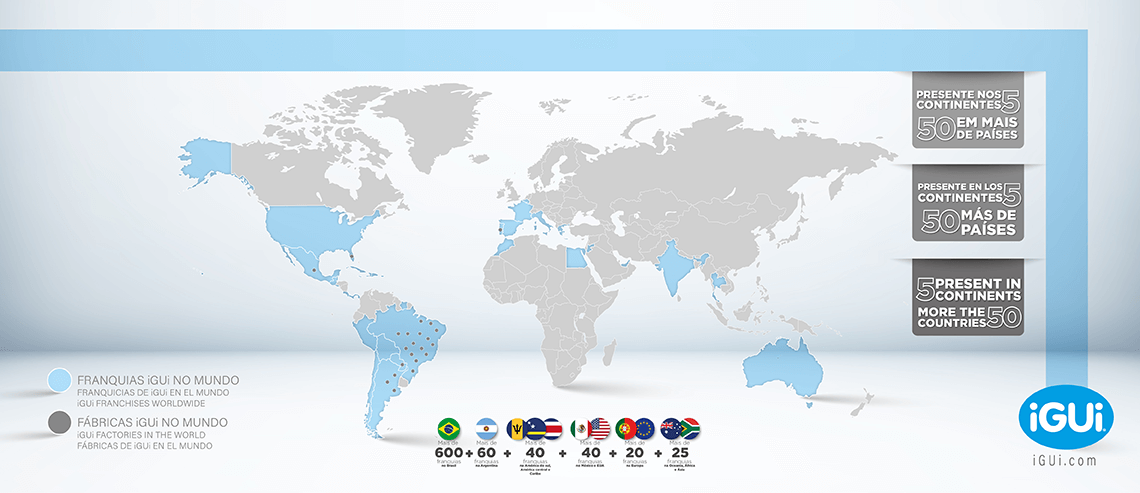 PRESENTE NOS
CONTINENTES 5
50 EM MAIS
DE PAÍSES
PRESENTE EN LOS
CONTINENTES 5
50 MÁS DE
PAÍSES
5 PRESENT IN
CONTINENTS
MORE THE
COUNTRIES 50
FRANQUIAS iGUi NO MUNDO
FRANQUICIAS DE iGUi EN EL MUNDO
iGUi FRANCHISES WORLDWIDE
FÁBRICAS iGUi NO MUNDO
iGUi FACTORIES IN THE WORLD
FÁBRICAS DE iGUi EN EL MUNDO
Mais de
600
franquias
no Brasil
+
Mais de
60
franquias
na Argentina
+
Mais de
40
franquias
na América do sul,
América central e
Caribe
+
Mais de
40
franquias
no México e EUA
+
Mais de
20
franquias
na Europa
+
Mais de
25
franquias
na Oceania, África
e Ásia
iGUi
iGUi.com